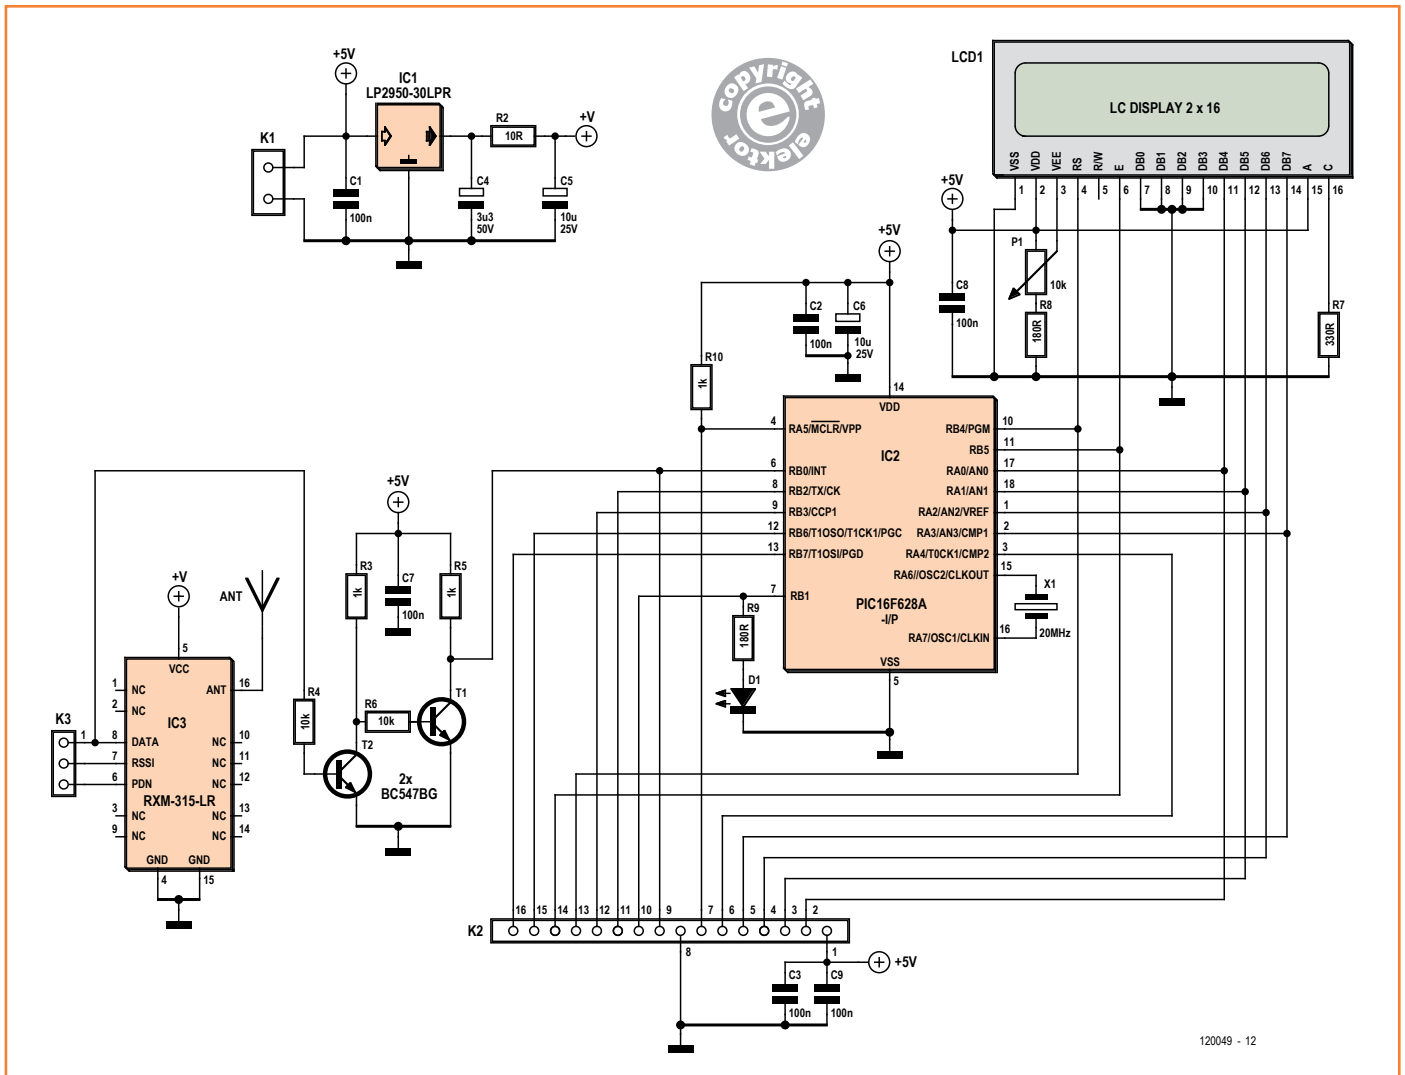 +5V
IC1
LP2950-30LPR
K1
R2
10R
+V
C1
100n
C4
3u3
50V
C5
10u
25V
copyright
e
elektor
LCD1
LC DISPLAY 2 x 16
VSS
VDD
VEE
RS
R/W
E
DB0
DB1
DB2
DB3
DB4
DB5
DB6
DB7
A
C
1 2 3 4 5 6 7 8 9 10 11 12 13 14 15 16
+5V
P1
10k
C8
100n
R8
180R
R7
330R
+5V
C2
100n
C6
10u
25V
R10
1k
14
VDD
4 RA5/MCLR/VPP
RB4/PGM 10
IC2
RB5 11
6 RB0/INT
RA0/AN0 17
8 RB2/TX/CK
RA1/AN1 18
9 RB3/CCP1
RA2/AN2/VREF 1
12 RB6/T1OSO/T1CK1/PGC
RA3/AN3/CMP1 2
13 RB7/T1OSI/PGD
RA4/T0CK1/CMP2 3
RA6//OSC2/CLKOUT 15
7 RB1
PIC16F628A
-I/P
RA7/OSC1/CLKIN 16
X1
20MHz
VSS
5
R9
180R
D1
+5V
R3
1k
C7
100n
R5
1k
+V
ANT
5
VCC
1 NC
ANT 16
2 NC
IC3
K3
1
8 DATA
NC 10
7 RSSI
NC 11
6 PDN
NC 12
RXM-315-LR
3 NC
NC 13
9 NC
NC 14
GND
GND
4
15
R4
10k
R6
10k
T1
T2
2x
BC547BG
K2
16 15 14 13 12 11 10 9 7 6 5 4 3 2
8
1
+5V
C3
100n
C9
100n
120049 - 12